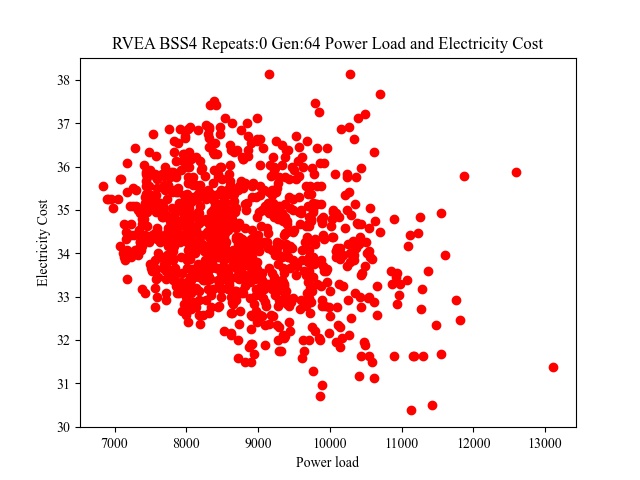 RVEA BSS4 Repeats:0 Gen:64 Power Load and Electricity Cost
38
37
36
35
34
33
32
31
30
Electricity Cost
7000 8000 9000 10000 11000 12000 13000
Power load